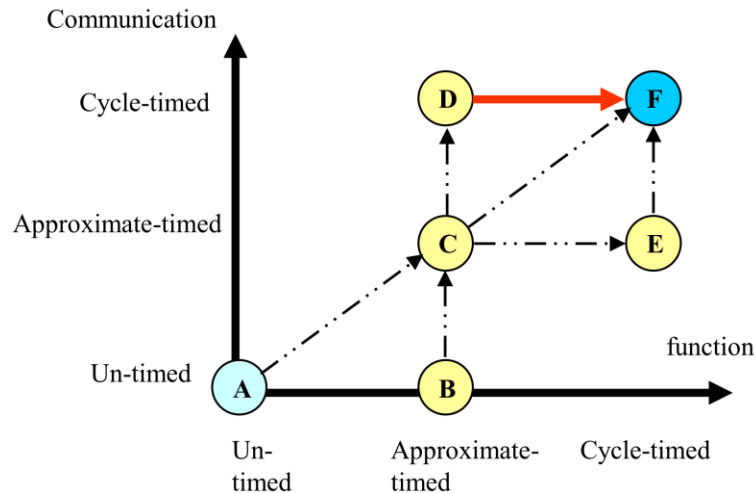 Communication
Cycle-timed
D
F
Approximate-timed
C
E
function
Un-timed
A
B
Un-
timed
Approximate-
timed
Cycle-timed